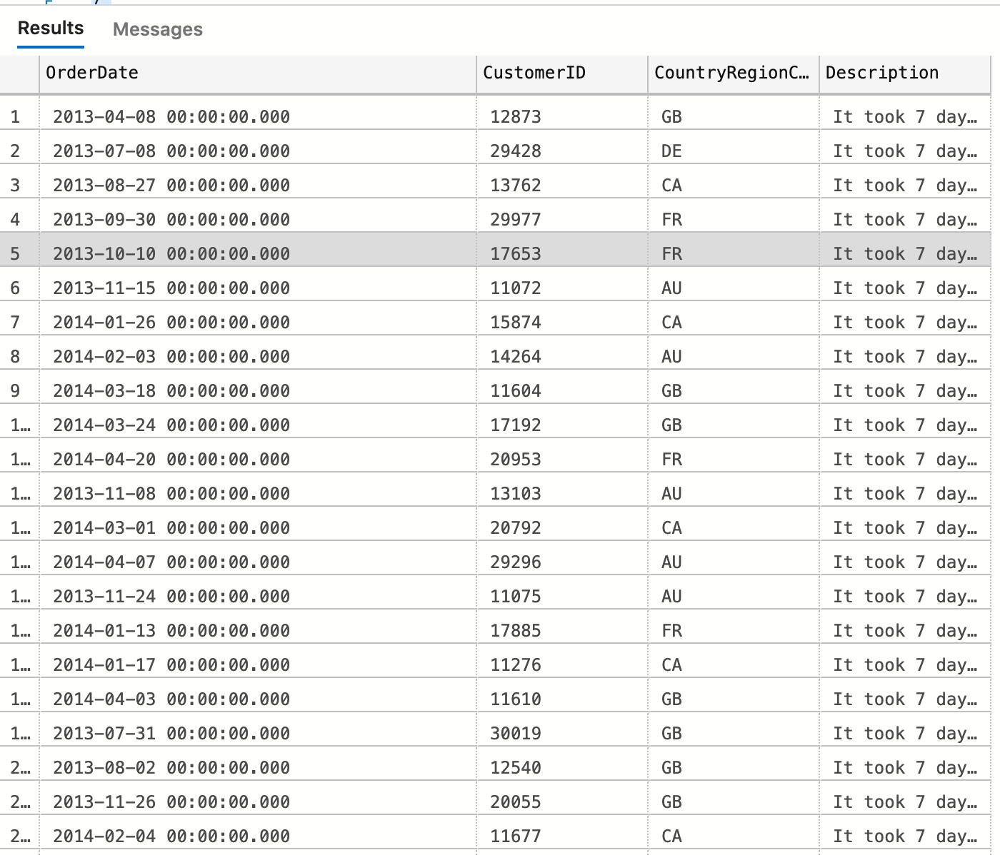 Results Messages
OrderDate CustomerID CountryRegionC… Description
1 2013-04-08 00:00:00.000 12873 GB It took 7 day…
2 2013-07-08 00:00:00.000 29428 DE It took 7 day…
3 2013-08-27 00:00:00.000 13762 CA It took 7 day…
4 2013-09-30 00:00:00.000 29977 FR It took 7 day…
5 2013-10-10 00:00:00.000 17653 FR It took 7 day…
6 2013-11-15 00:00:00.000 11072 AU It took 7 day…
7 2014-01-26 00:00:00.000 15874 CA It took 7 day…
8 2014-02-03 00:00:00.000 14264 AU It took 7 day…
9 2014-03-18 00:00:00.000 11604 GB It took 7 day…
1… 2014-03-24 00:00:00.000 17192 GB It took 7 day…
1… 2014-04-20 00:00:00.000 20953 FR It took 7 day…
1… 2013-11-08 00:00:00.000 13103 AU It took 7 day…
1… 2014-03-01 00:00:00.000 20792 CA It took 7 day…
1… 2014-04-07 00:00:00.000 29296 AU It took 7 day…
1… 2013-11-24 00:00:00.000 11075 AU It took 7 day…
1… 2014-01-13 00:00:00.000 17885 FR It took 7 day…
1… 2014-01-17 00:00:00.000 11276 CA It took 7 day…
1… 2014-04-03 00:00:00.000 11610 GB It took 7 day…
1… 2013-07-31 00:00:00.000 30019 GB It took 7 day…
2… 2013-08-02 00:00:00.000 12540 GB It took 7 day…
2… 2013-11-26 00:00:00.000 20055 GB It took 7 day…
2… 2014-02-04 00:00:00.000 11677 CA It took 7 day…